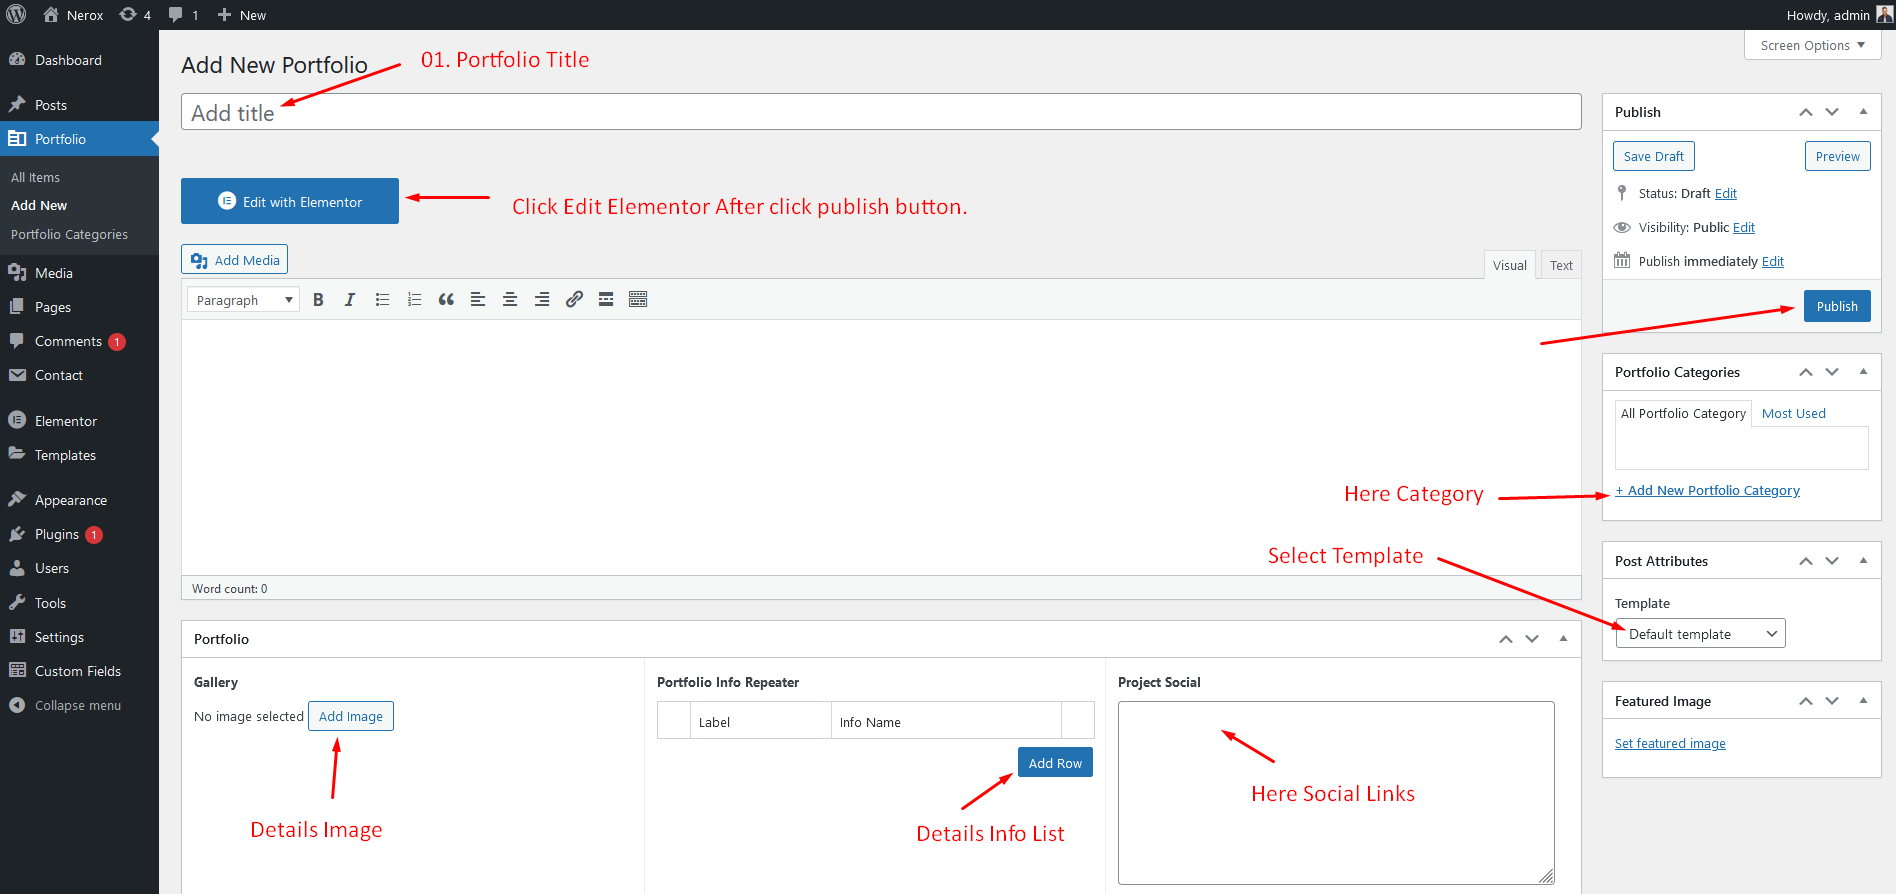 Nerox 4 1 New Howdy, admin
Screen Options
Dashboard
Posts
Portfolio
All Items
Add New
Portfolio Categories
Media
Pages
Comments 1
Contact
Elementor
Templates
Appearance
Plugins 1
Users
Tools
Settings
Custom Fields
Collapse menu
Add New Portfolio
01. Portfolio Title
Add title
Edit with Elementor
Click Edit Elementor After click publish button.
Add Media
Visual Text
Paragraph B I
Word count: 0
Portfolio
Gallery
No image selected Add Image
Details Image
Portfolio Info Repeater
Label Info Name
Add Row
Details Info List
Project Social
Here Social Links
Publish
Save Draft Preview
Status: Draft Edit
Visibility: Public Edit
Publish immediately Edit
Publish
Portfolio Categories
All Portfolio Category Most Used
Here Category
+ Add New Portfolio Category
Select Template
Post Attributes
Template
Default template
Featured Image
Set featured image